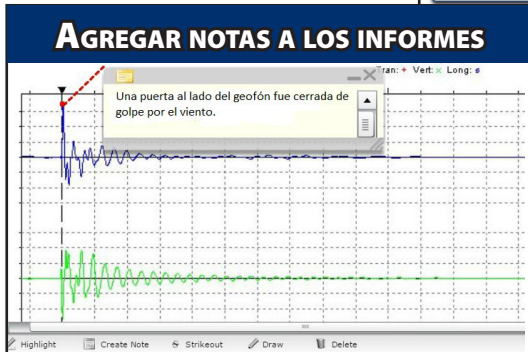 AGREGAR NOTAS A LOS INFORMES
Tran: + Vert: x Long: ø
Una puerta al lado del geofón fue cerrada de
golpe por el viento.
Highlight Create Note S Strikeout Draw Delete